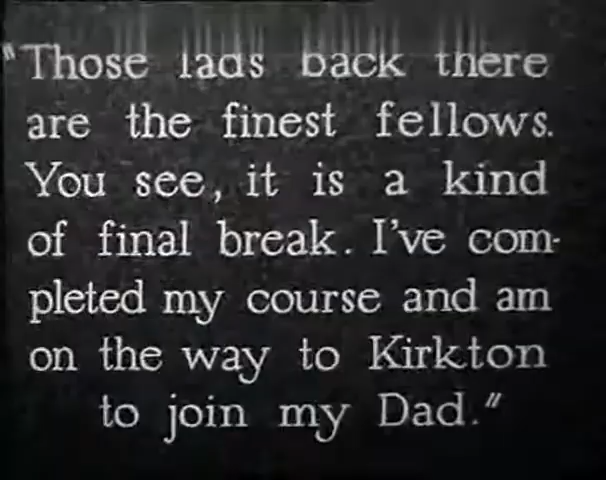 "Those lads back there
are the finest fellows.
You see, it is a kind
of final break. I've com-
pleted my course and am
on the way to Kirkton
to join my Dad."